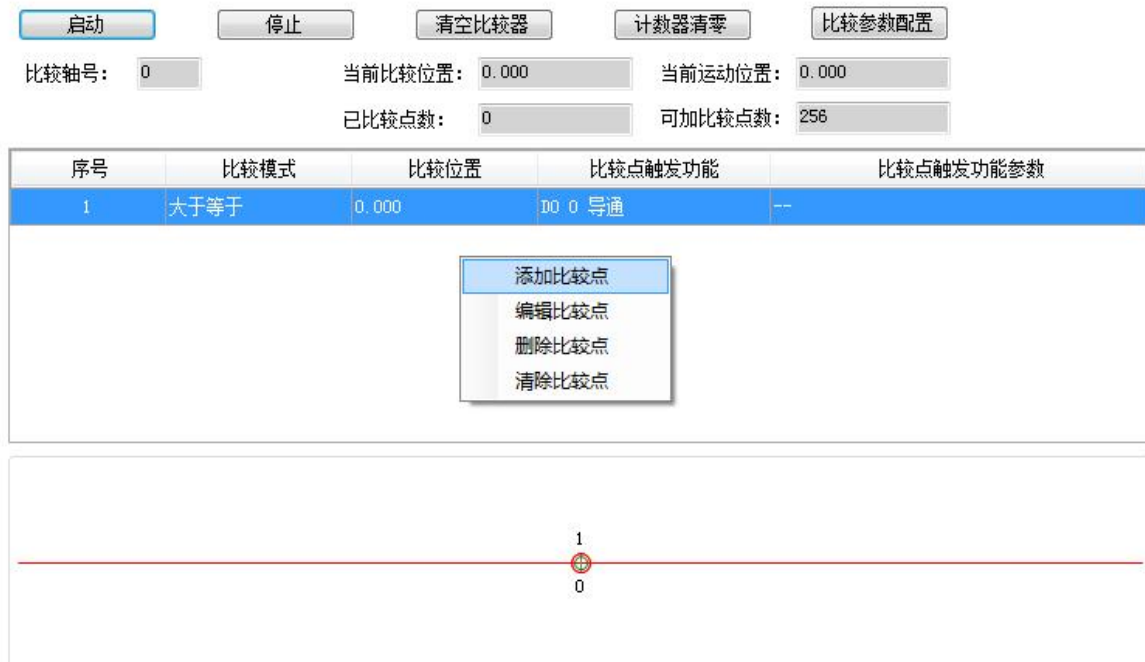 启动 停止 清空比较器 计数器清零 比较参数配置
比较轴号: 0 当前比较位置: 0.000 当前运动位置: 0.000
已比较点数: 0 可加比较点数: 256
序号 比较模式 比较位置 比较点触发功能 比较点触发功能参数
1 大于等于 0.000 DO 0 导通 --
添加比较点
编辑比较点
删除比较点
清除比较点
1
0